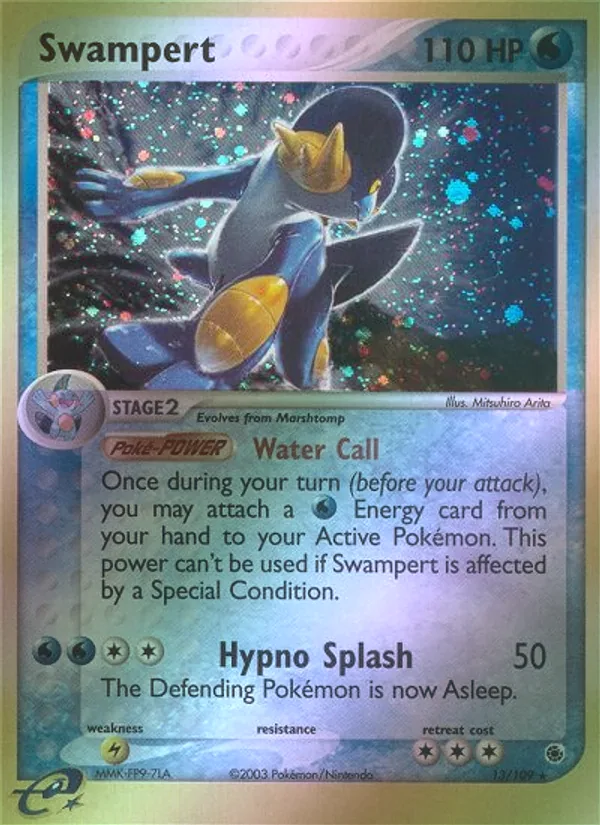 Swampert 110 HP
Illus. Mitsuhiro Arita
STAGE2
Evolves from Marshtomp
Poké-POWER Water Call
Once during your turn (before your attack),
you may attach a Energy card from
your hand to your Active Pokémon. This
power can't be used if Swampert is affected
by a Special Condition.
Hypno Splash 50
The Defending Pokémon is now Asleep.
weakness resistance retreat cost
MMK-FP9-7LA ©2003 Pokémon/Nintendo 13/109 ★
e